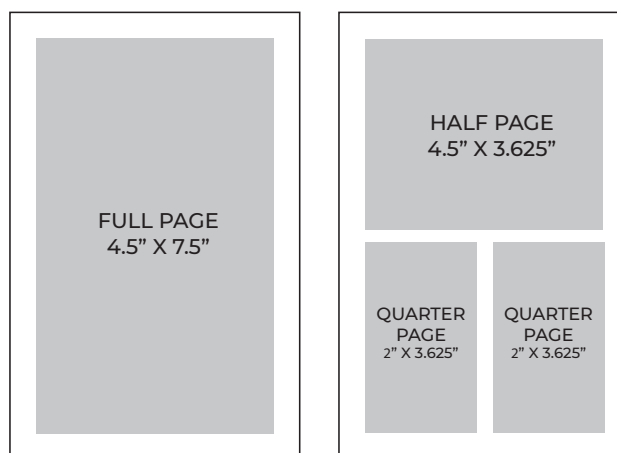 FULL PAGE
4.5” X 7.5”
HALF PAGE
4.5” X 3.625”
QUARTER
PAGE
2” X 3.625”
QUARTER
PAGE
2” X 3.625”